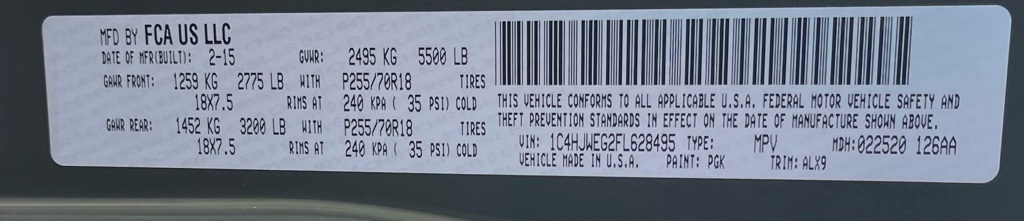 MFD BY FCA US LLC
DATE OF MFR(BUILT): 2-15 GVWR: 2495 KG 5500 LB
GAWR FRONT: 1259 KG 2775 LB WITH P255/70R18 TIRES
18X7.5 RIMS AT 240 KPA ( 35 PSI) COLD
GAWR REAR: 1452 KG 3200 LB WITH P255/70R18 TIRES
18X7.5 RIMS AT 240 KPA ( 35 PSI) COLD
THIS VEHICLE CONFORMS TO ALL APPLICABLE U.S.A. FEDERAL MOTOR VEHICLE SAFETY AND
THEFT PREVENTION STANDARDS IN EFFECT ON THE DATE OF MANUFACTURE SHOWN ABOVE.
VIN: 1C4HJWEG2FL628495 TYPE: MPV MDH:022520 126AA
VEHICLE MADE IN U.S.A. PAINT: PGK TRIM: ALX9